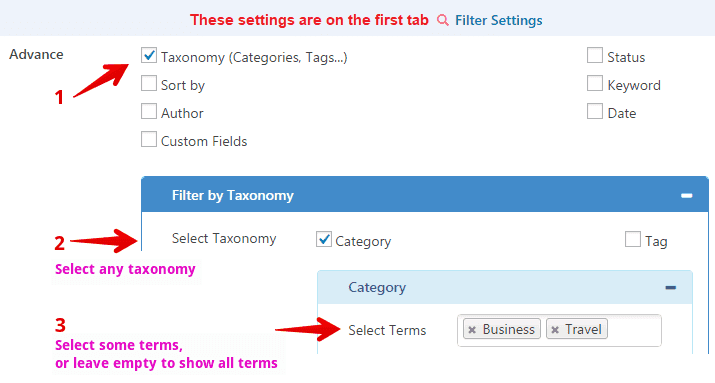 These settings are on the first tab Filter Settings
Advance
Taxonomy (Categories, Tags...)
Status
1
Sort by
Keyword
Author
Date
Custom Fields
Filter by Taxonomy
2
Select Taxonomy
Category
Tag
Select any taxonomy
Category
3
Select Terms
× Business × Travel
Select some terms,
or leave empty to show all terms